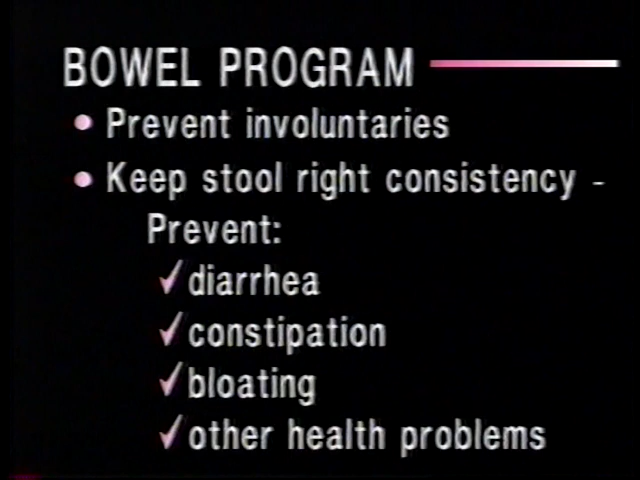 BOWEL PROGRAM
• Prevent involuntaries
• Keep stool right consistency -
Prevent:
✓diarrhea
✓constipation
✓bloating
✓other health problems